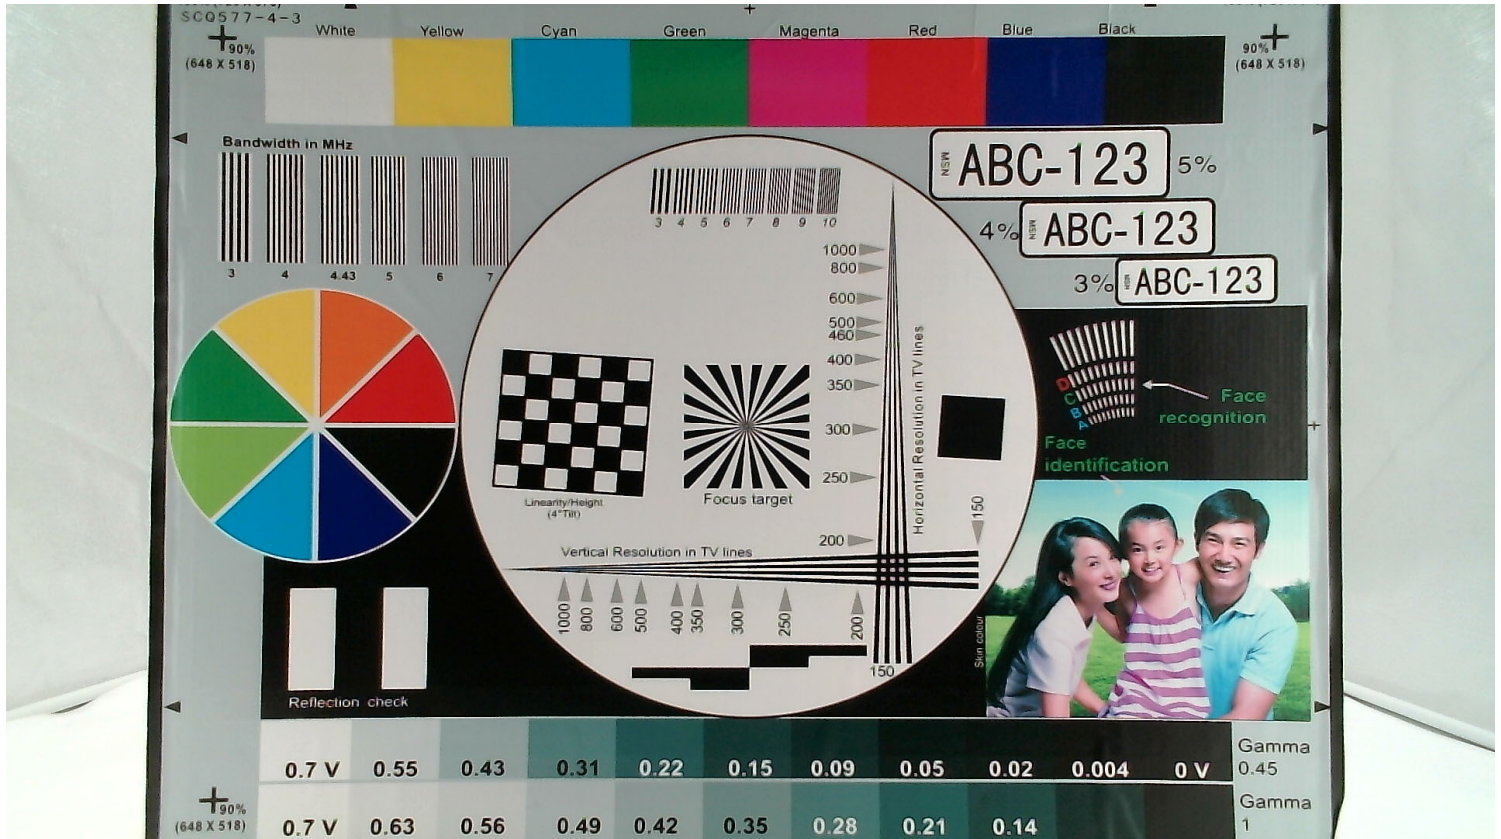 SCQ577-4-3
White Yellow Cyan Green Magenta Red Blue Black
90%
(648 X 518)
90%
(648 X 518)
Bandwidth in MHz
3 4 4.43 5 6 7
3 4 5 6 7 8 9 10
MSN ABC-123 5%
4% MSN ABC-123
3% MSN ABC-123
1000
800
600
500
460
400
350
300
250
200
Horizontal Resolution in TV lines
150
D
C
B
A
Face
recognition
Face
identification
Linearity/Height
(4°Tilt)
Focus target
Vertical Resolution in TV lines
1000 800 600 500 400 350 300 250 200
150
Skin colour
Reflection check
0.7 V 0.55 0.43 0.31 0.22 0.15 0.09 0.05 0.02 0.004 0 V
Gamma
0.45
90%
(648 X 518)
0.7 V 0.63 0.56 0.49 0.42 0.35 0.28 0.21 0.14
Gamma
1